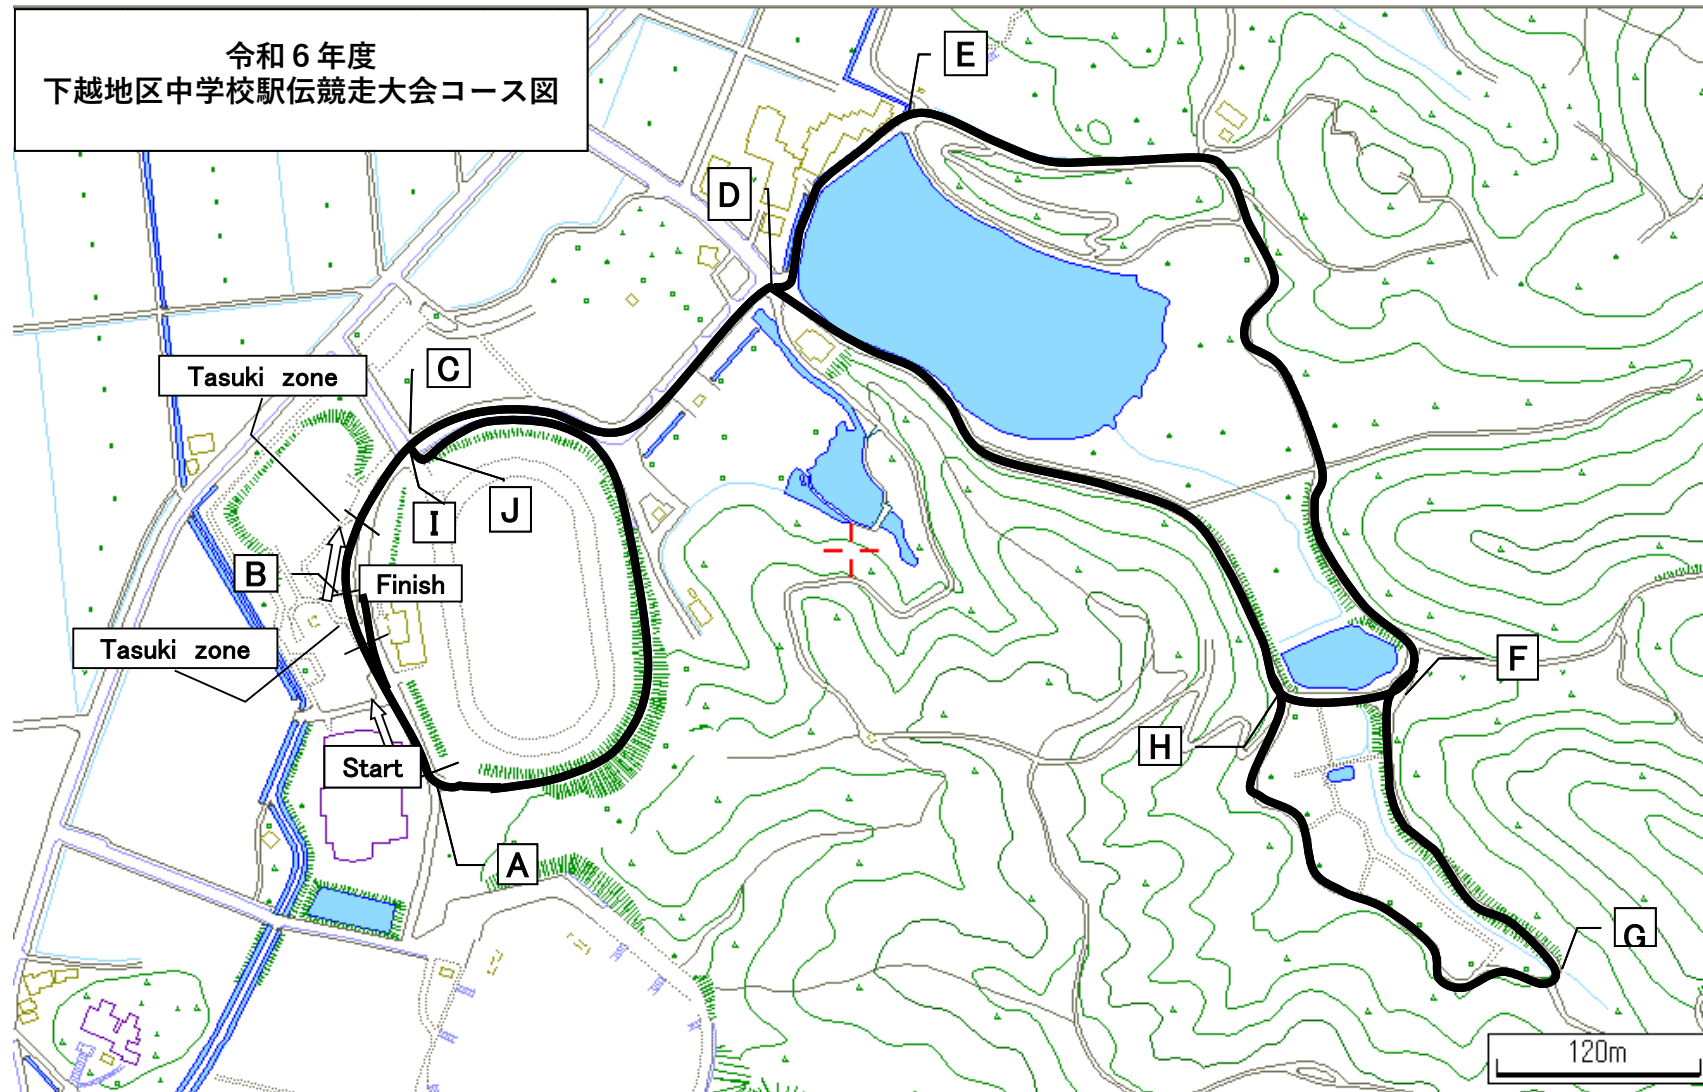 令和６年度
下越地区中学校駅伝競走大会コース図
E
D
Tasuki zone
C
I
J
B
Finish
Tasuki zone
F
H
Start
A
G
120m